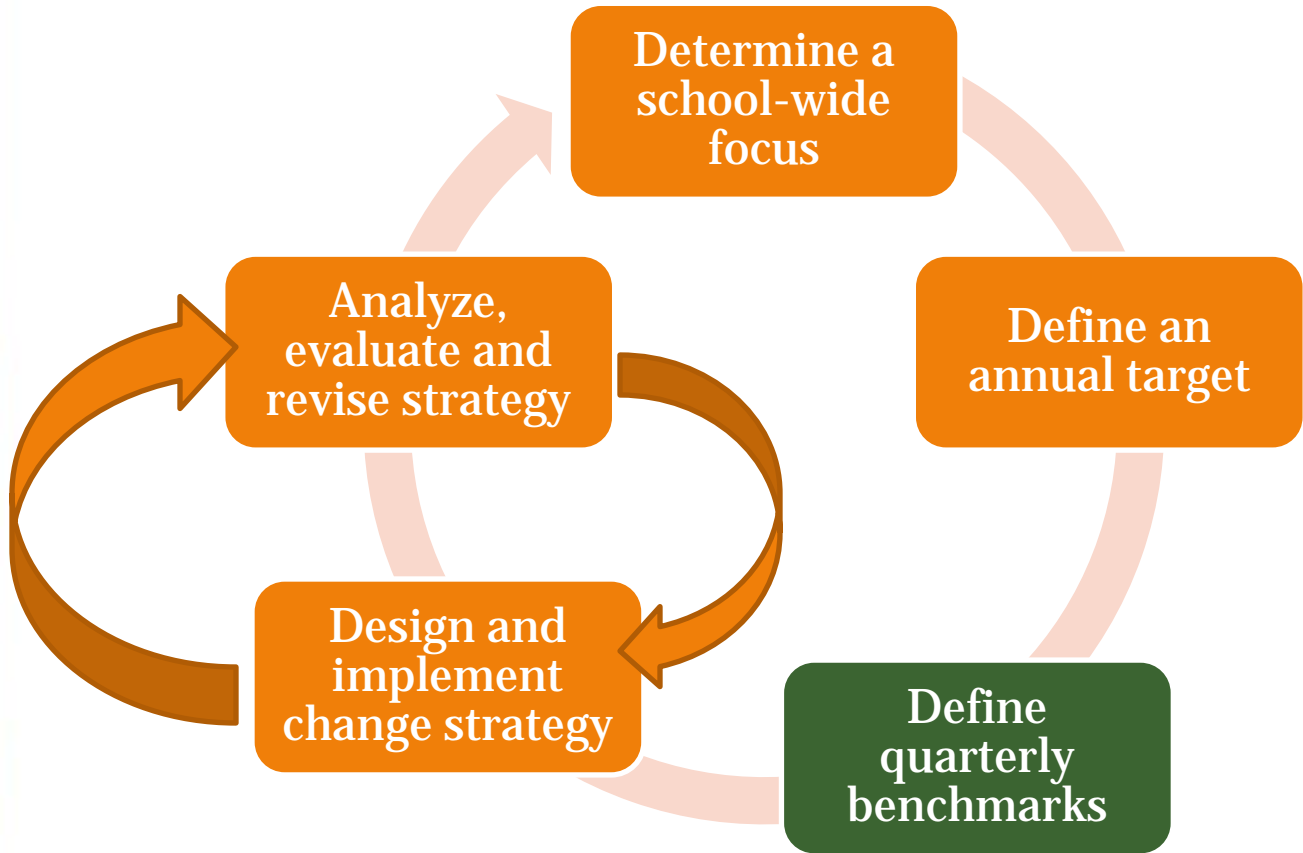 Determine a
school-wide
focus
Define an
annual target
Define
quarterly
benchmarks
Design and
implement
change strategy
Analyze,
evaluate and
revise strategy